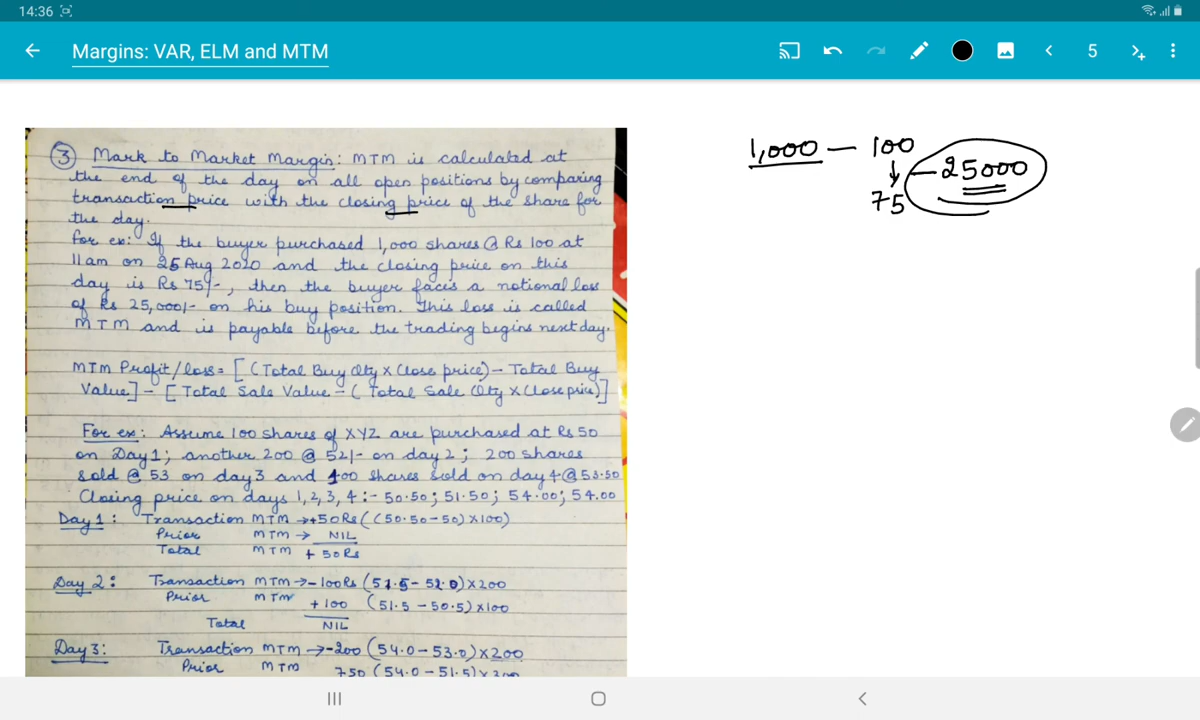 14:36
Margins: VAR, ELM and MTM
5
③ Mark to Market Margin: MTM is calculated at
the end of the day on all open positions by comparing
transaction price with the closing price of the share for
the day.
for ex: If the buyer purchased 1,000 shares @ Rs 100 at
11am on 25 Aug 2020 and the closing price on this
day is Rs 75/-, then the buyer faces a notional loss
of Rs 25,000/- on his buy position. This loss is called
MTM and is payable before the trading begins next day.
MTM Profit/loss = [(Total Buy Qty x Close price) - Total Buy
Value] - [Total Sale Value - (Total Sale Qty x Close price)]
For ex: Assume 100 shares of XYZ are purchased at Rs 50
on Day 1; another 200 @ 52/- on day 2; 200 shares
sold @ 53 on day 3 and 100 shares sold on day 4 @ 53.50
Closing price on days 1, 2, 3, 4 :- 50.50; 51.50; 54.00; 54.00
Day 1: Transaction MTM → +50Rs ((50.50-50) x 100)
Prior MTM → NIL
Total MTM + 50 Rs
Day 2: Transaction MTM → -100Rs (51.5 - 52.0) x 200
Prior MTM +100 (51.5 - 50.5) x 100
Total NIL
Day 3: Transaction MTM → -200 (54.0 - 53.0) x 200
Prior MTM 750 (54.0 - 51.5) x 300
1,000 — 100
↓ — 25000
75